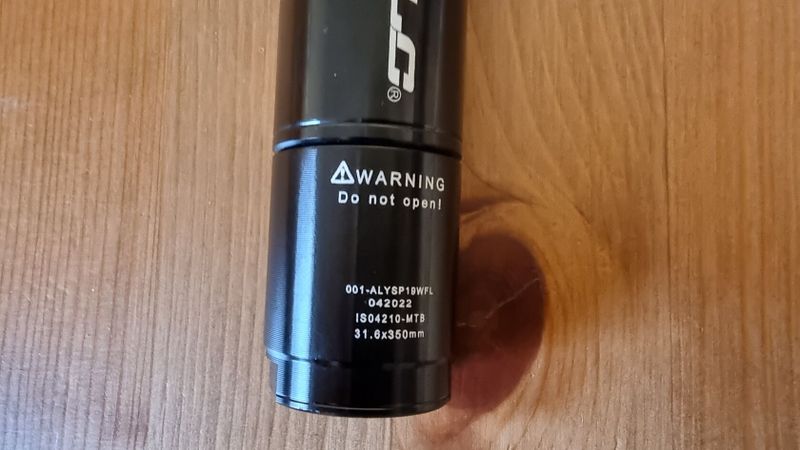 ®
⚠WARNING
Do not open!
001-ALYSP19WFL
042022
ISO4210-MTB
31.6x350mm